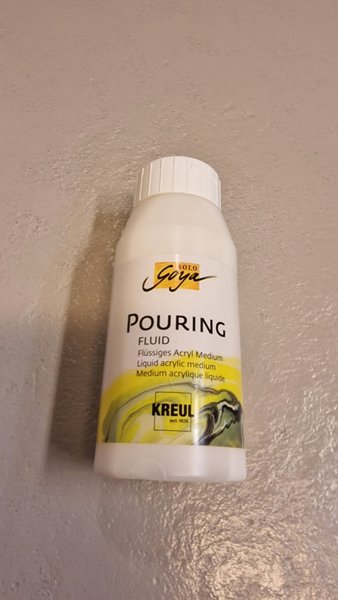 SOLO
Goya
POURING
FLUID
Flüssiges Acryl Medium
Liquid acrylic medium
Medium acrylique liquide
KREUL
seit 1838